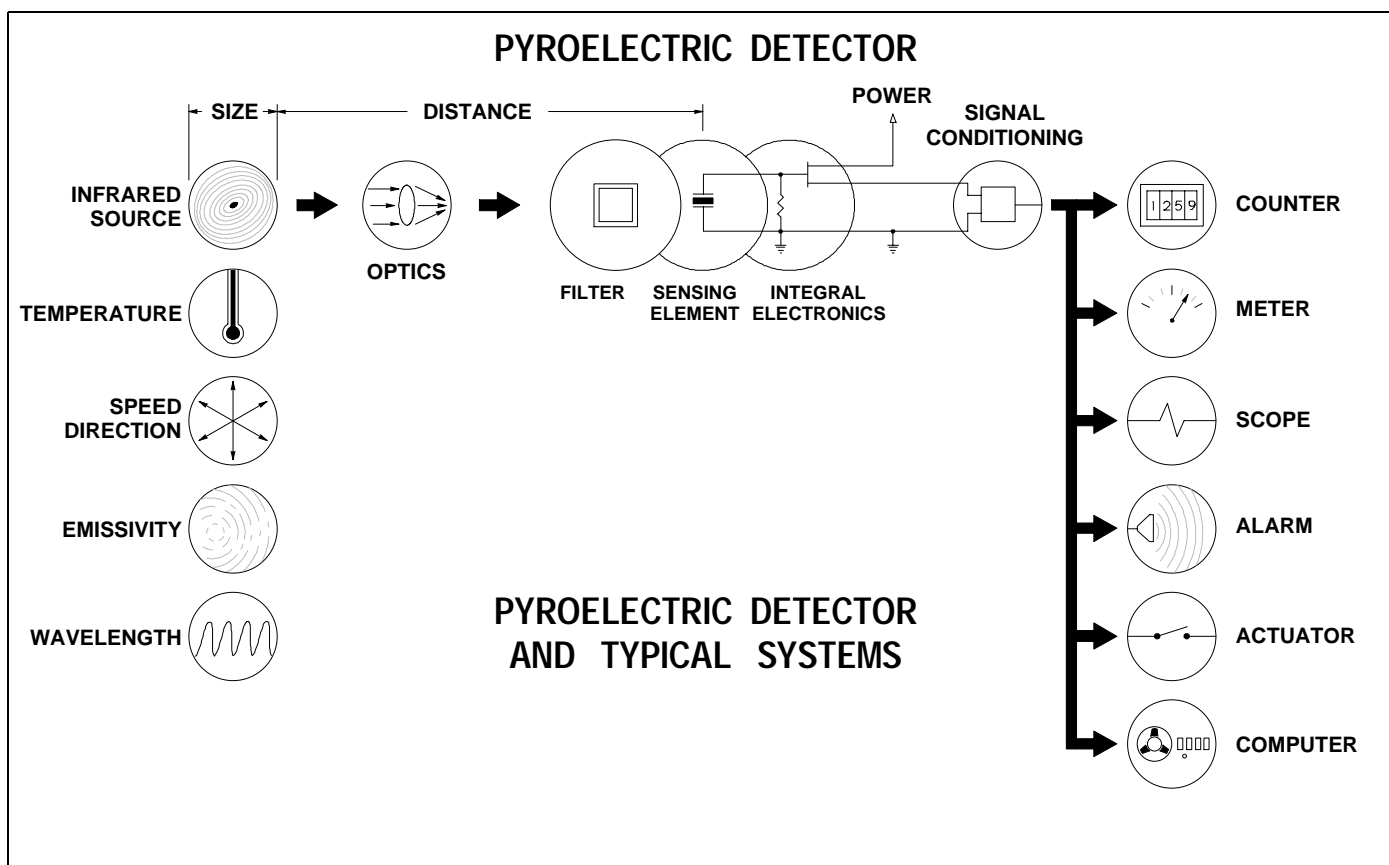 PYROELECTRIC DETECTOR
SIZE
DISTANCE
POWER
SIGNAL
CONDITIONING
INFRARED
SOURCE
OPTICS
FILTER
SENSING
ELEMENT
INTEGRAL
ELECTRONICS
1259
COUNTER
TEMPERATURE
METER
SPEED
DIRECTION
SCOPE
EMISSIVITY
ALARM
WAVELENGTH
PYROELECTRIC DETECTOR
AND TYPICAL SYSTEMS
ACTUATOR
COMPUTER